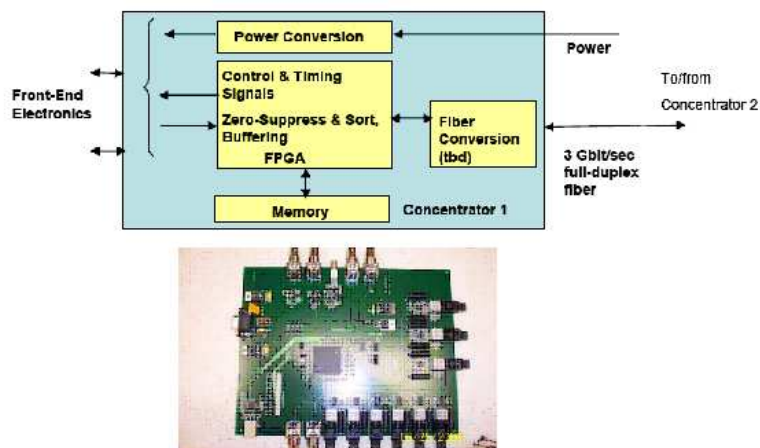 Power Conversion
Power
Control & Timing
Signals
Zero-Suppress & Sort,
Buffering
FPGA
Front-End
Electronics
Fiber
Conversion
(tbd)
To/from
Concentrator 2
3 Gbit/sec
full-duplex
fiber
Memory
Concentrator 1